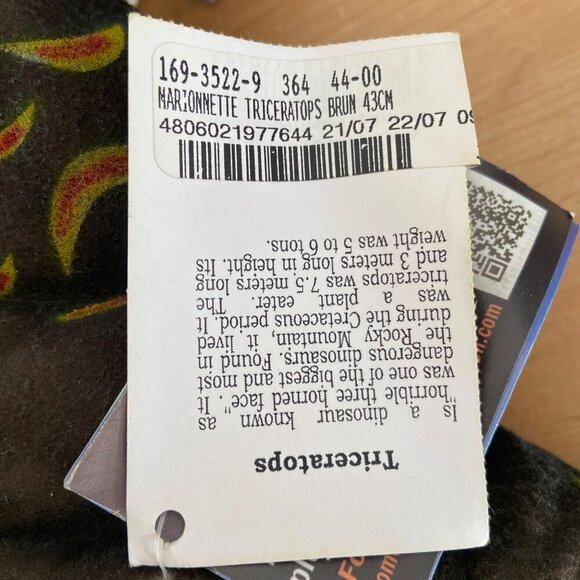 169-3522-9 364 44-00
MARIONNETTE TRICERATOPS BRUN 43CM
4806021977644 21/07 22/07 09
Triceratops
Is a dinosaur known as
"horrible three horned face". It
was one of the biggest and most
dangerous dinosaurs. Found in
the Rocky Mountain, it lived
during the Cretaceous period. It
was a plant eater. The
triceratops was 7.5 meters long
and 3 meters long in height. Its
weight was 5 to 6 tons.
.com